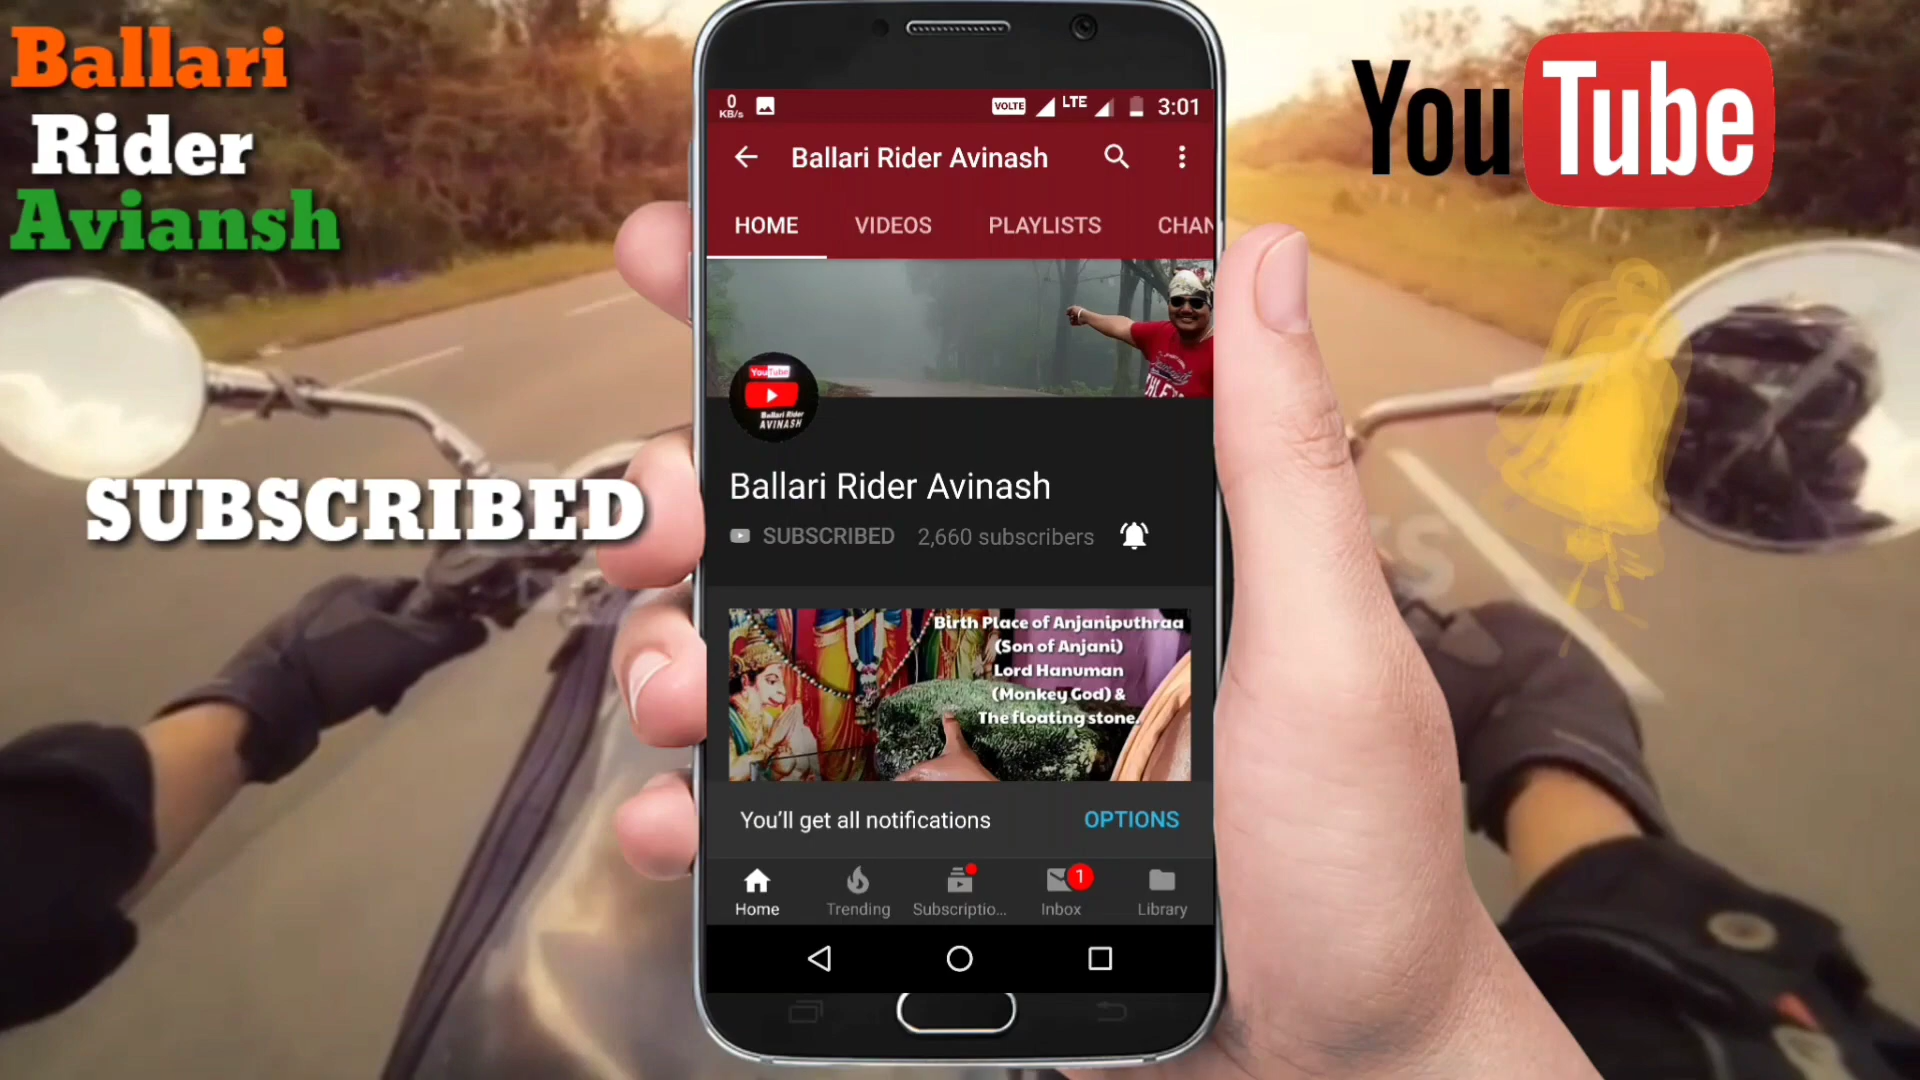 Ballari
Rider
Aviansh
YouTube
SUBSCRIBED
0
KB/s
VOLTE
LTE
3:01
Ballari Rider Avinash
HOME
VIDEOS
PLAYLISTS
CHAN
YouTube
Ballari Rider
AVINASH
Ballari Rider Avinash
SUBSCRIBED
2,660 subscribers
Birth Place of Anjaniputhraa
(Son of Anjani)
Lord Hanuman
(Monkey God) &
The floating stone.
You'll get all notifications
OPTIONS
1
Home
Trending
Subscriptio...
Inbox
Library